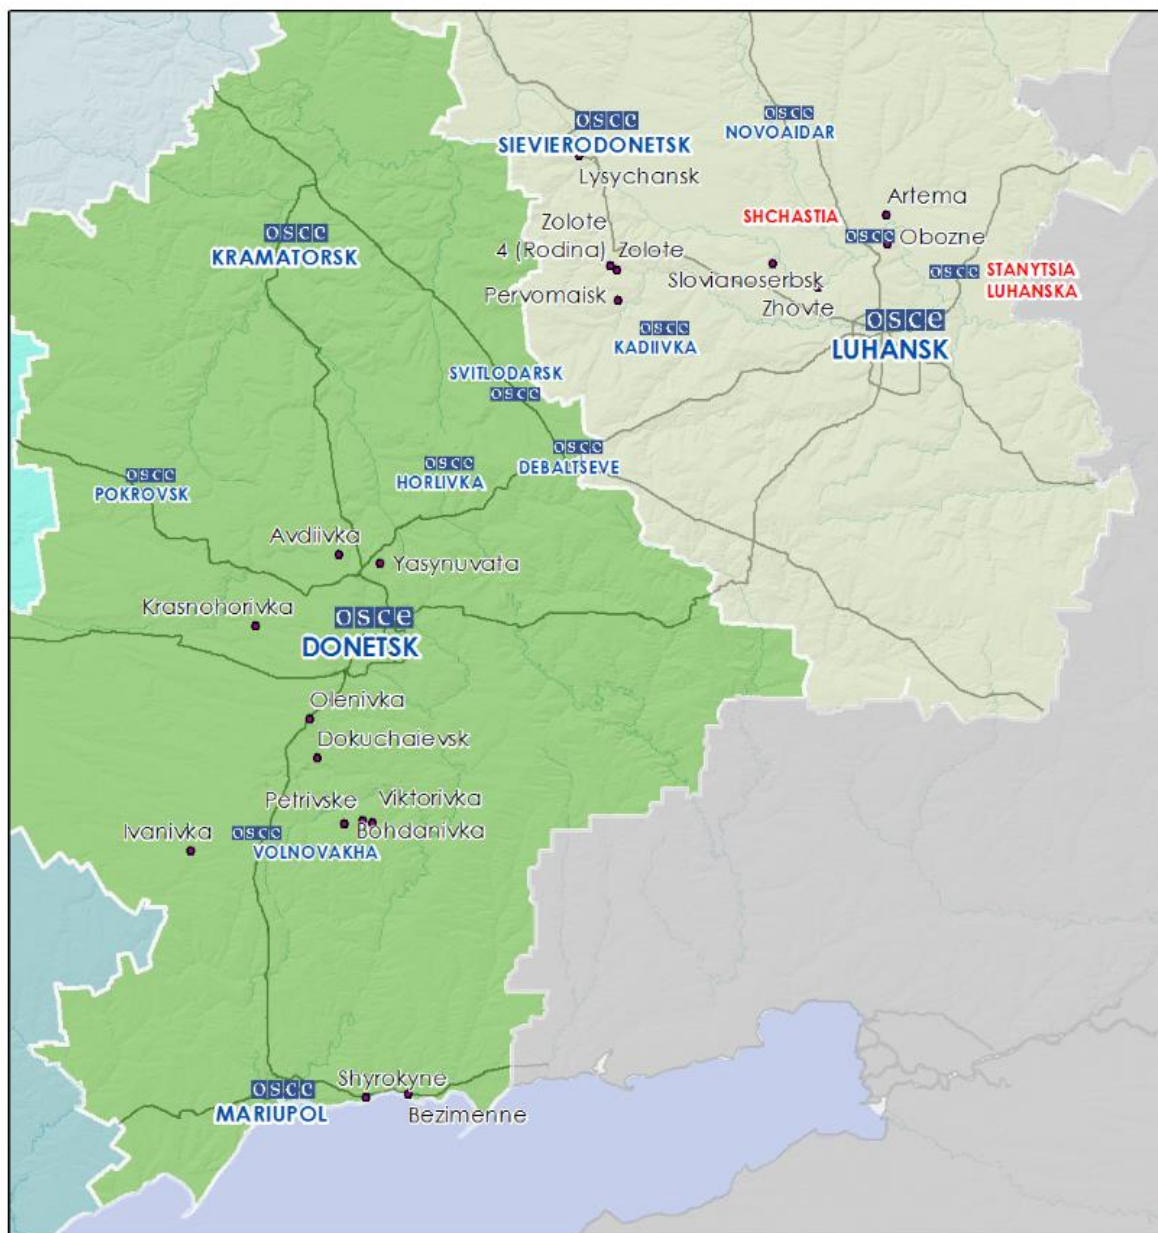 osce
SIEVIERODONETSK
Lysychansk
osce
NOVOAIDAR
Artema
SHCHASTIA
osce
Obozne
osce
STANYTSIA
LUHANSKA
osce
KRAMATORSK
Zolote
4 (Rodina)
Zolote
Pervomaisk
Slovianoserbsk
Zhovte
osce
KADIIVKA
osce
LUHANSK
SVITLODARSK
osce
osce
DEBALTSEVE
osce
HORLIVKA
osce
POKROVSK
Avdiivka
Yasynuvata
Krasnohorivka
osce
DONETSK
Olenivka
Dokuchaievsk
Petrivske
Viktorivka
Bohdanivka
Ivanivka
osce
VOLNOVAKHA
osce
MARIUPOL
Shyrokyne
Bezimenne